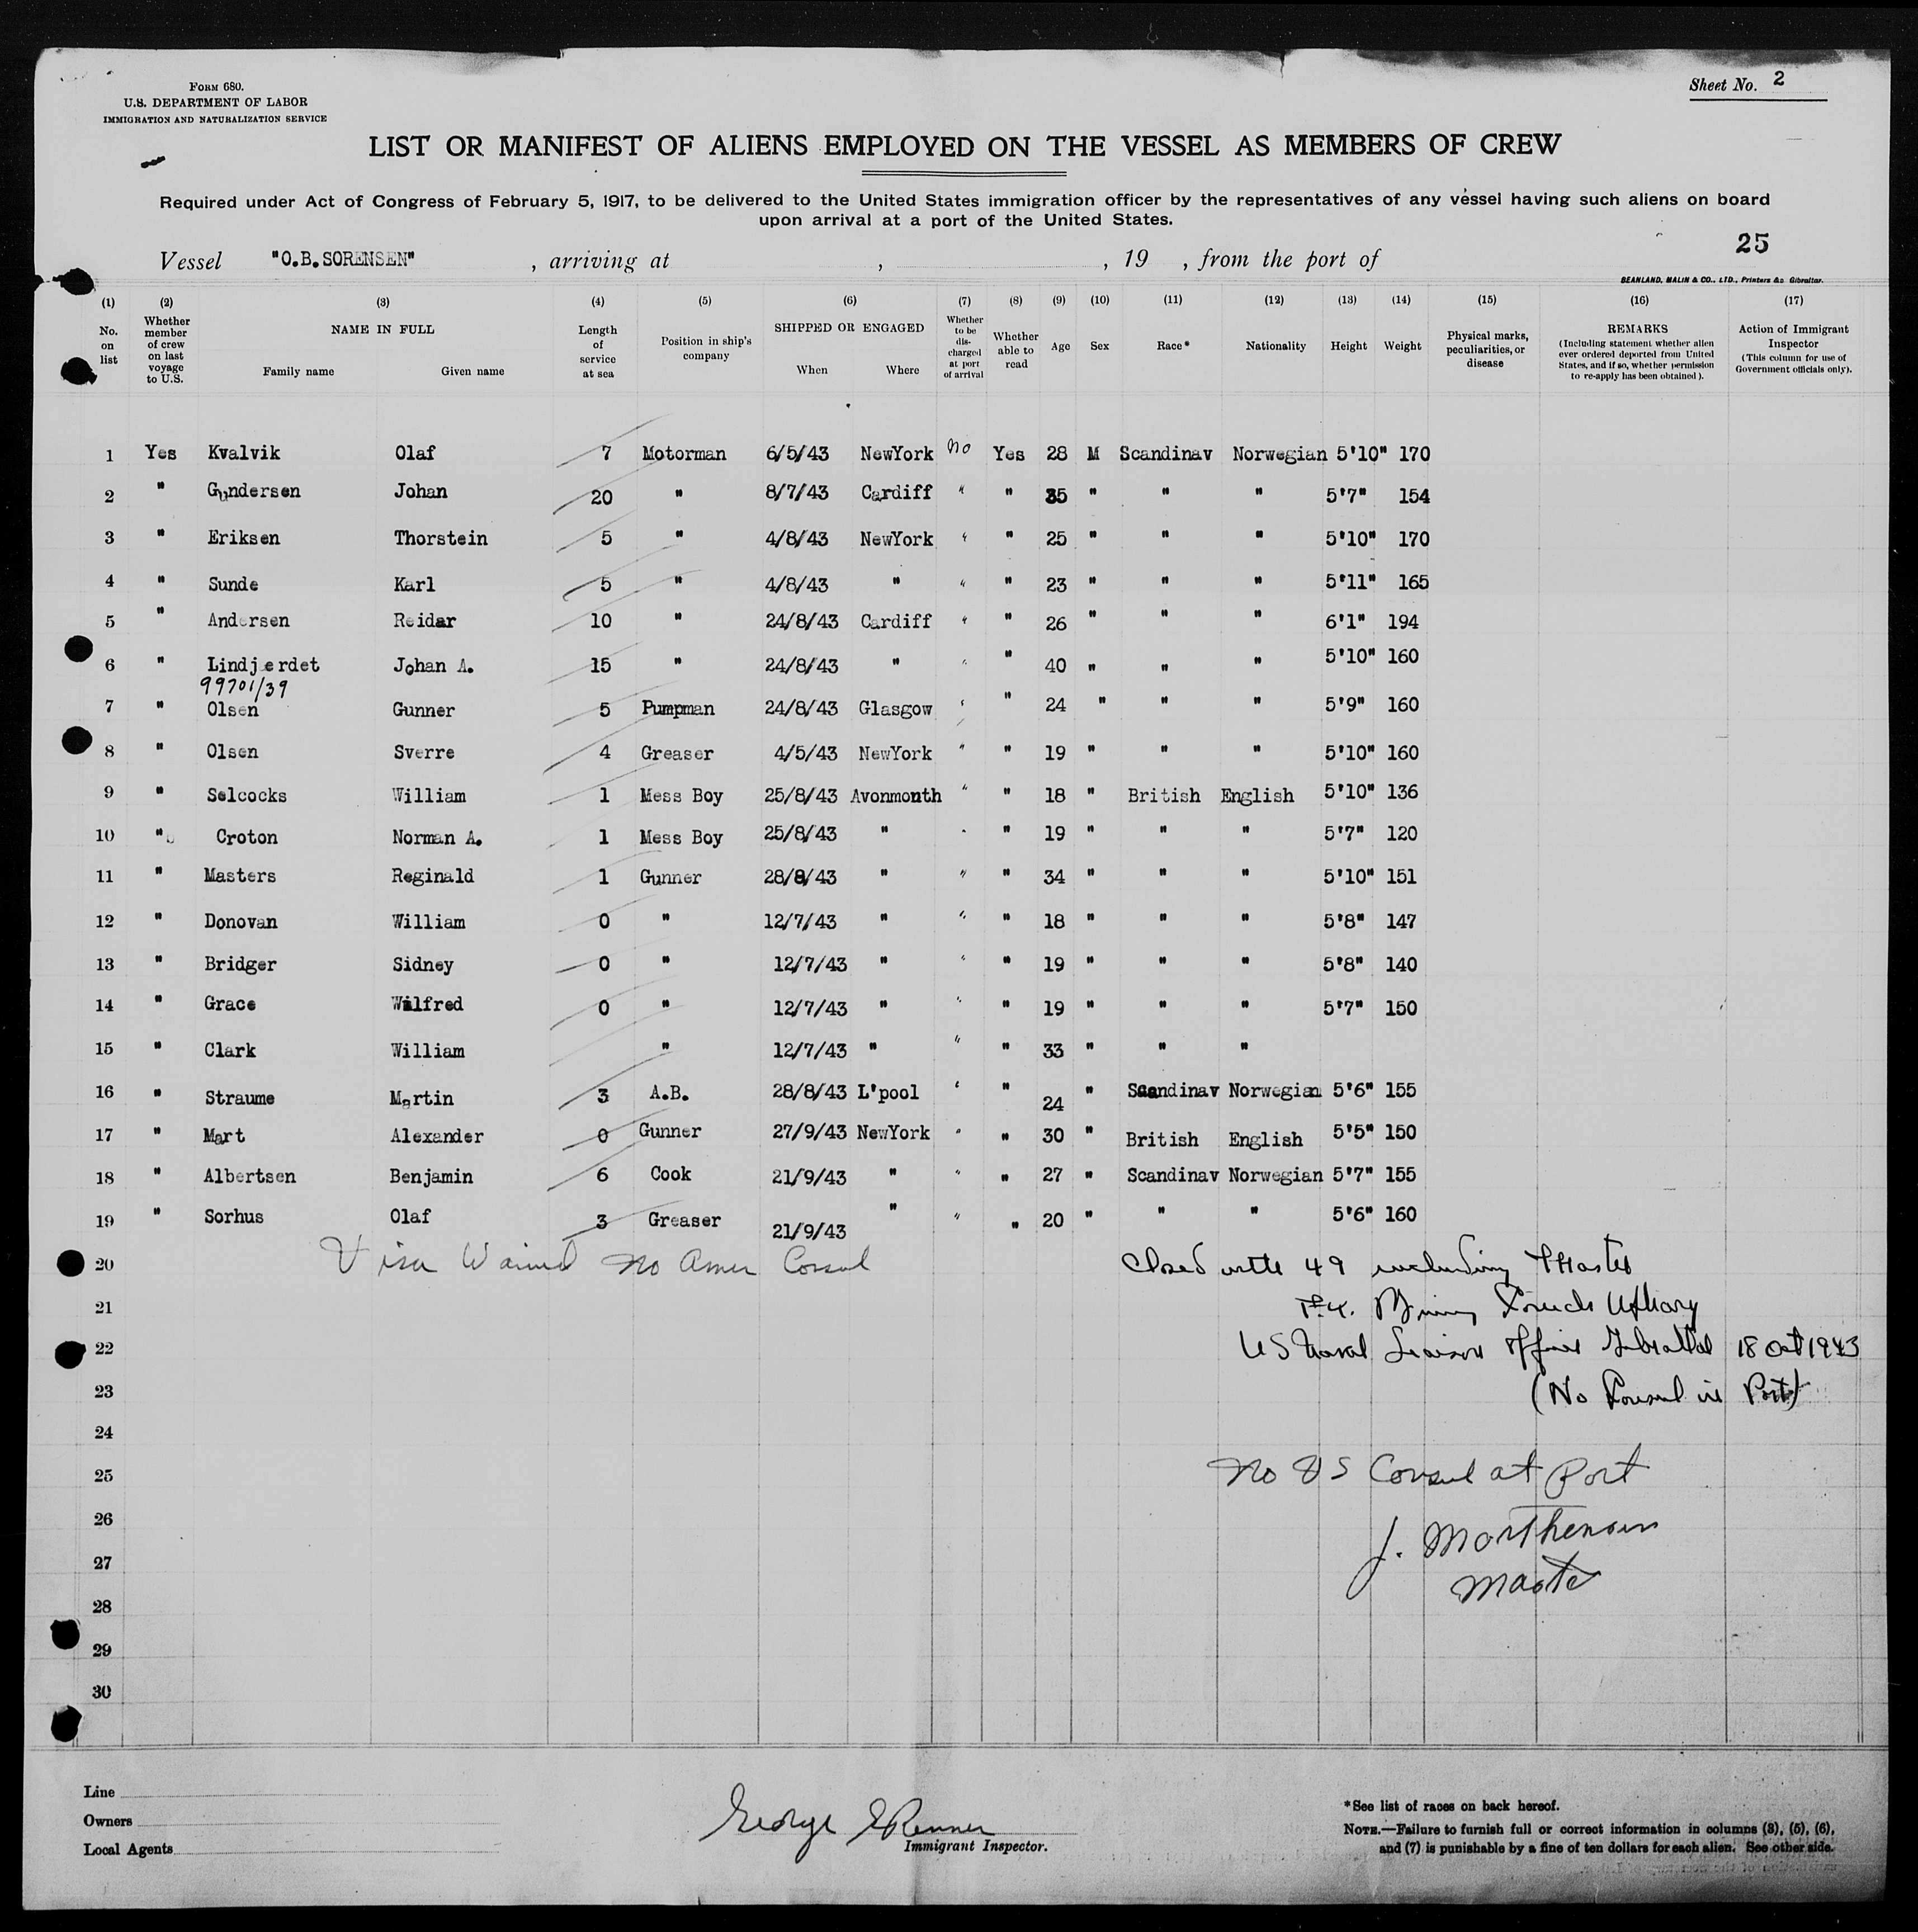 Form 680.
U.S. DEPARTMENT OF LABOR
IMMIGRATION AND NATURALIZATION SERVICE
Sheet No. 2
LIST OR MANIFEST OF ALIENS EMPLOYED ON THE VESSEL AS MEMBERS OF CREW
Required under Act of Congress of February 5, 1917, to be delivered to the United States immigration officer by the representatives of any vessel having such aliens on board
upon arrival at a port of the United States.
25
Vessel "O.B.SORENSEN" , arriving at , , 19 , from the port of
BEANLAND, MALIN & CO., LTD., Printers &c Gibraltar.
(1) (2) (3) (4) (5) (6) (7) (8) (9) (10) (11) (12) (13) (14) (15) (16) (17)
No. on list Whether member of crew on last voyage to U.S. NAME IN FULL Family name Given name Length of service at sea Position in ship's company SHIPPED OR ENGAGED When Where Whether to be discharged at port of arrival Whether able to read Age Sex Race* Nationality Height Weight Physical marks, peculiarities, or disease REMARKS (Including statement whether alien ever ordered deported from United States, and if so, whether permission to re-apply has been obtained). Action of Immigrant Inspector (This column for use of Government officials only).
1 Yes Kvalvik Olaf 7 Motorman 6/5/43 NewYork No Yes 28 M Scandinav Norwegian 5'10" 170
2 " Gundersen Johan 20 " 8/7/43 Cardiff " " 35 " " " 5'7" 154
3 " Eriksen Thorstein 5 " 4/8/43 NewYork " " 25 " " " 5'10" 170
4 " Sunde Karl 5 " 4/8/43 " " " 23 " " " 5'11" 165
5 " Andersen Reidar 10 " 24/8/43 Cardiff " " 26 " " " 6'1" 194
6 " Lindjerdet Johan A. 15 " 24/8/43 " " " 40 " " " 5'10" 160
99701/39
7 " Olsen Gunner 5 Pumpman 24/8/43 Glasgow " " 24 " " " 5'9" 160
8 " Olsen Sverre 4 Greaser 4/5/43 NewYork " " 19 " " " 5'10" 160
9 " Selcocks William 1 Mess Boy 25/8/43 Avonmonth " " 18 " British English 5'10" 136
10 " Croton Norman A. 1 Mess Boy 25/8/43 " " " 19 " " " 5'7" 120
11 " Masters Reginald 1 Gunner 28/8/43 " " " 34 " " " 5'10" 151
12 " Donovan William 0 " 12/7/43 " " " 18 " " " 5'8" 147
13 " Bridger Sidney 0 " 12/7/43 " " " 19 " " " 5'8" 140
14 " Grace Wilfred 0 " 12/7/43 " " " 19 " " " 5'7" 150
15 " Clark William " 12/7/43 " " " 33 " " "
16 " Straume Martin 3 A.B. 28/8/43 L'pool " " 24 " Scandinav Norwegian 5'6" 155
17 " Mart Alexander 0 Gunner 27/9/43 NewYork " " 30 " British English 5'5" 150
18 " Albertsen Benjamin 6 Cook 21/9/43 " " " 27 " Scandinav Norwegian 5'7" 155
19 " Sorhus Olaf 3 Greaser 21/9/43 " " " 20 " " " 5'6" 160
20 Visa Waived No Amer Consul Closed with 49 including Master
21
22 US Naval Liaison Officer Gibraltar 18 Oct 1943
23 (No Consul in Port)
24
25 No US Consul at Port
26 J. Morthensen
27 Master
28
29
30
Line
Owners
Local Agents
George Renner
Immigrant Inspector.
*See list of races on back hereof.
Note.—Failure to furnish full or correct information in columns (3), (5), (6),
and (7) is punishable by a fine of ten dollars for each alien. See other side.